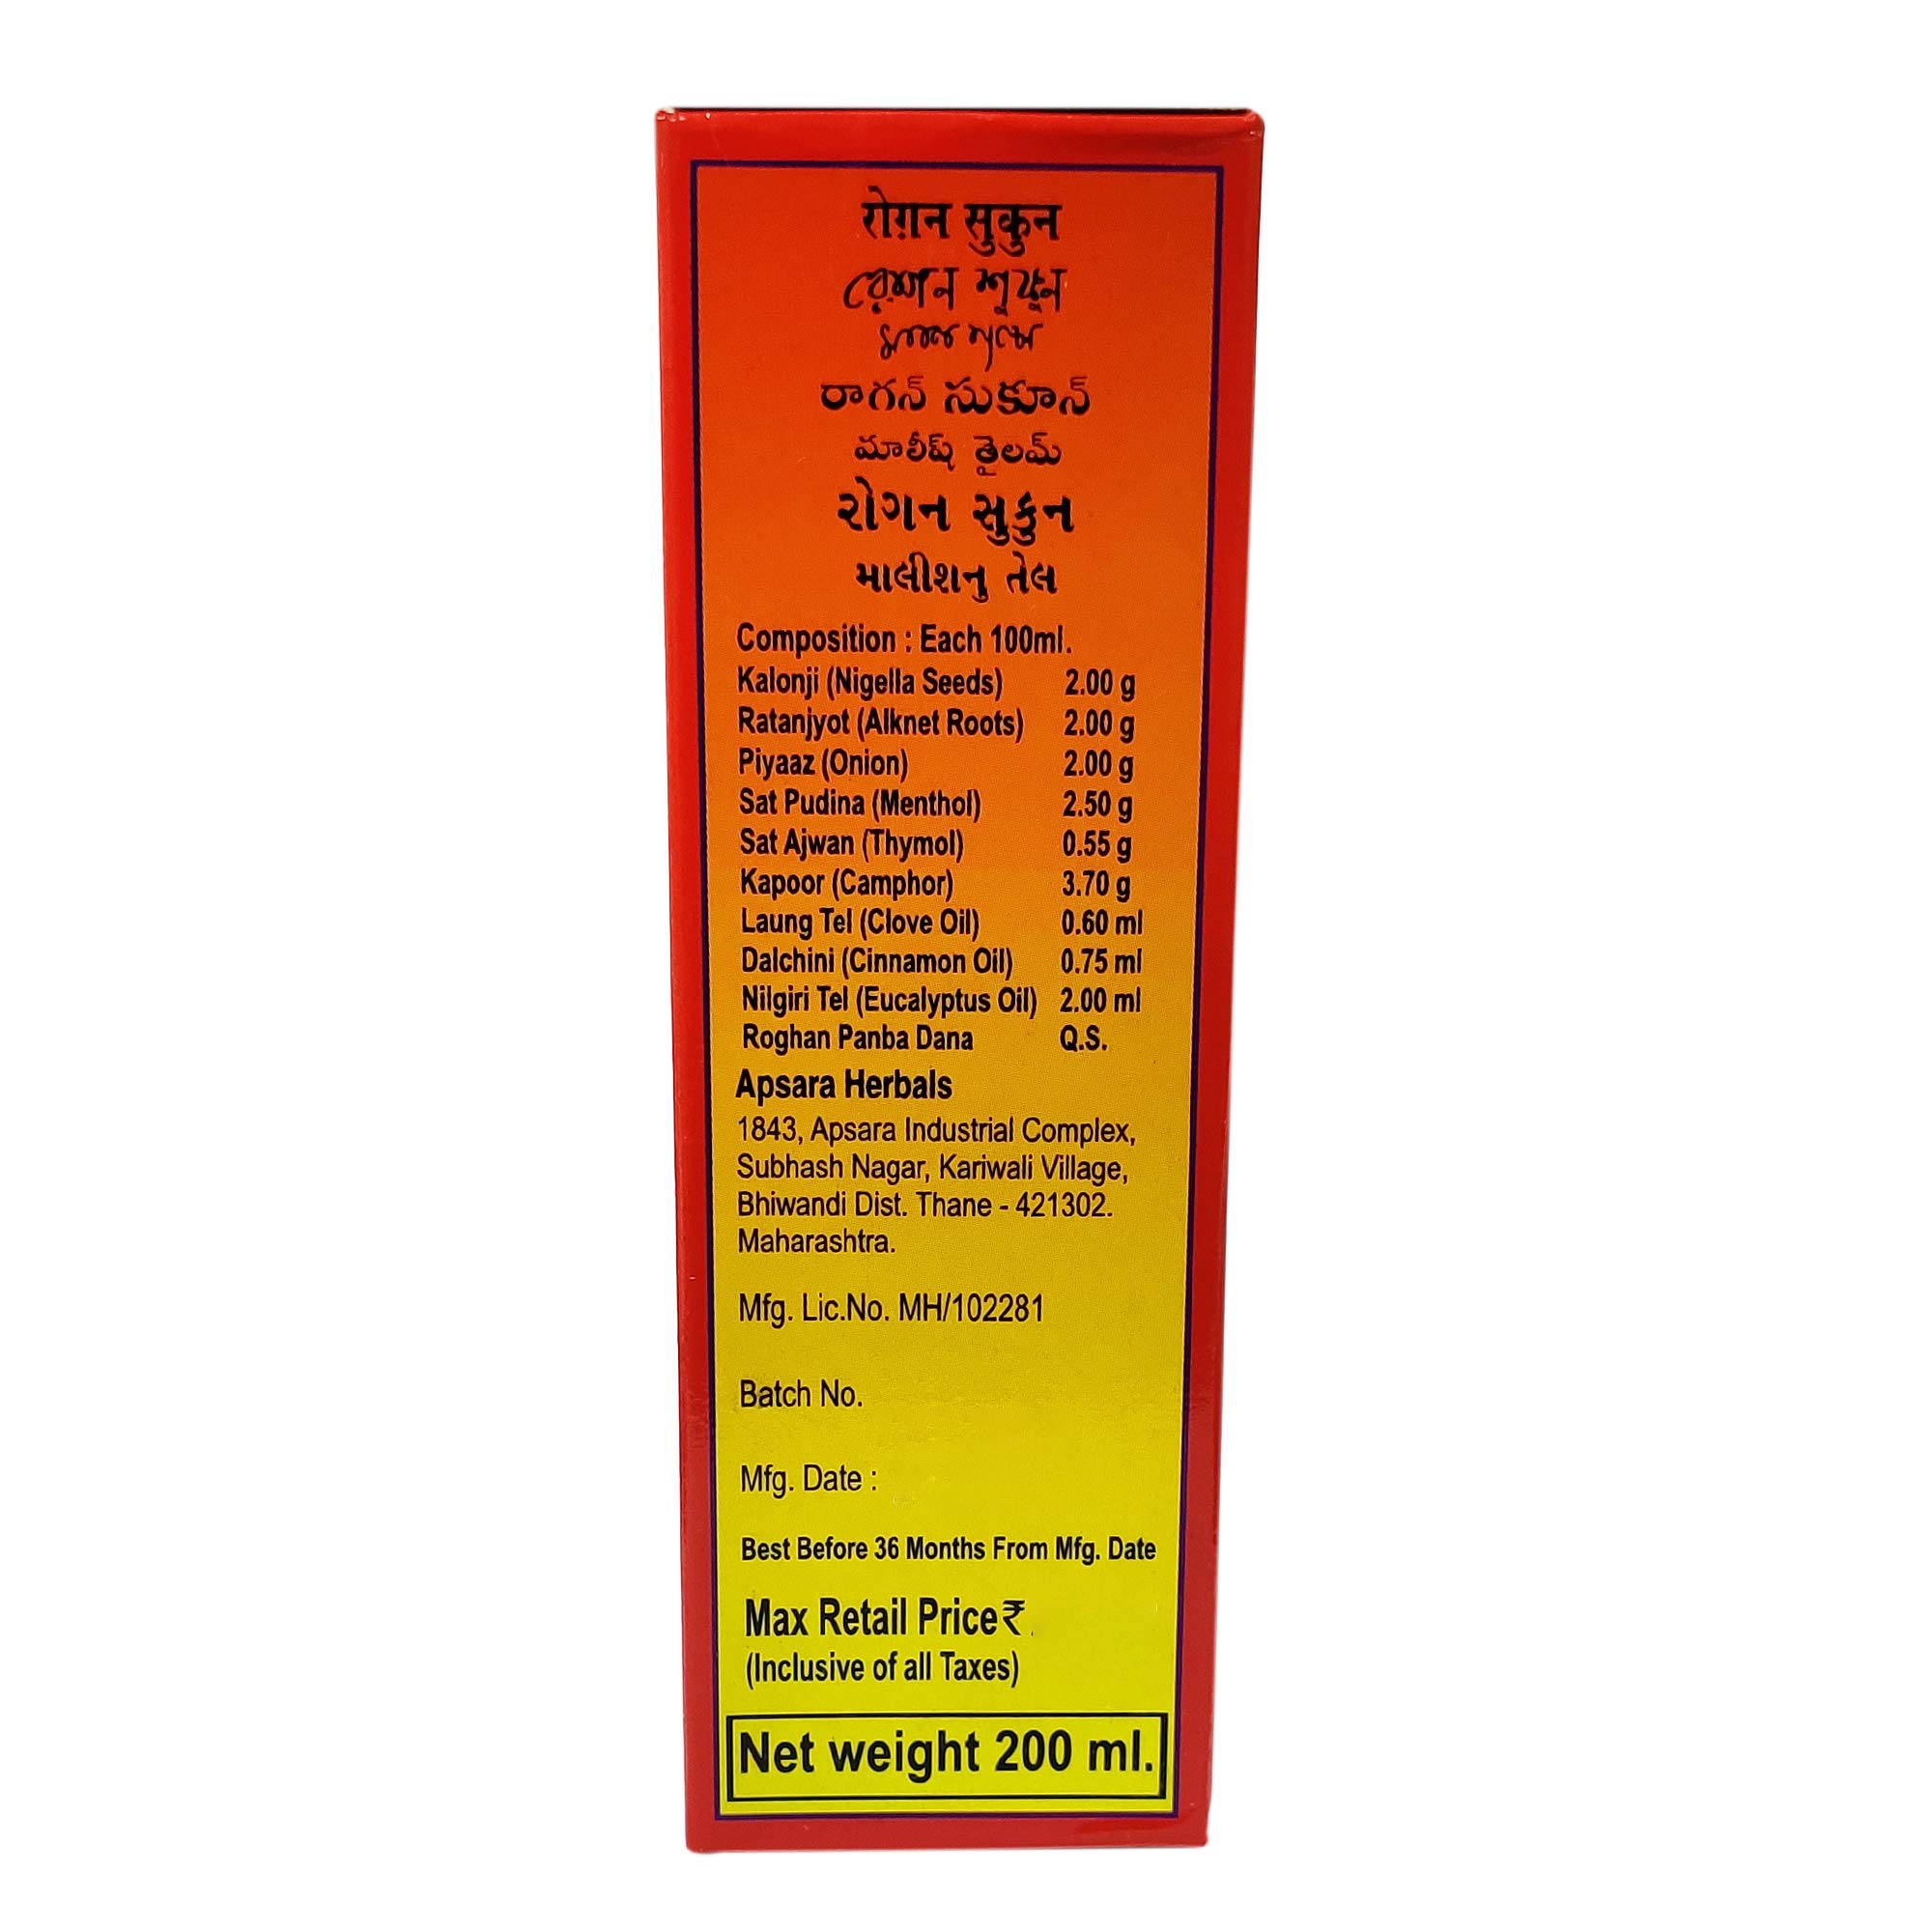 रोग़न सुकुन
రాగన్ సుకూన్
మాలీష్ తైలమ్
રોગન સુકુન
માલીશનુ તેલ
Composition : Each 100ml.
Kalonji (Nigella Seeds) 2.00 g
Ratanjyot (Alknet Roots) 2.00 g
Piyaaz (Onion) 2.00 g
Sat Pudina (Menthol) 2.50 g
Sat Ajwan (Thymol) 0.55 g
Kapoor (Camphor) 3.70 g
Laung Tel (Clove Oil) 0.60 ml
Dalchini (Cinnamon Oil) 0.75 ml
Nilgiri Tel (Eucalyptus Oil) 2.00 ml
Roghan Panba Dana Q.S.
Apsara Herbals
1843, Apsara Industrial Complex,
Subhash Nagar, Kariwali Village,
Bhiwandi Dist. Thane - 421302.
Maharashtra.
Mfg. Lic.No. MH/102281
Batch No.
Mfg. Date :
Best Before 36 Months From Mfg. Date
Max Retail Price ₹.
(Inclusive of all Taxes)
Net weight 200 ml.